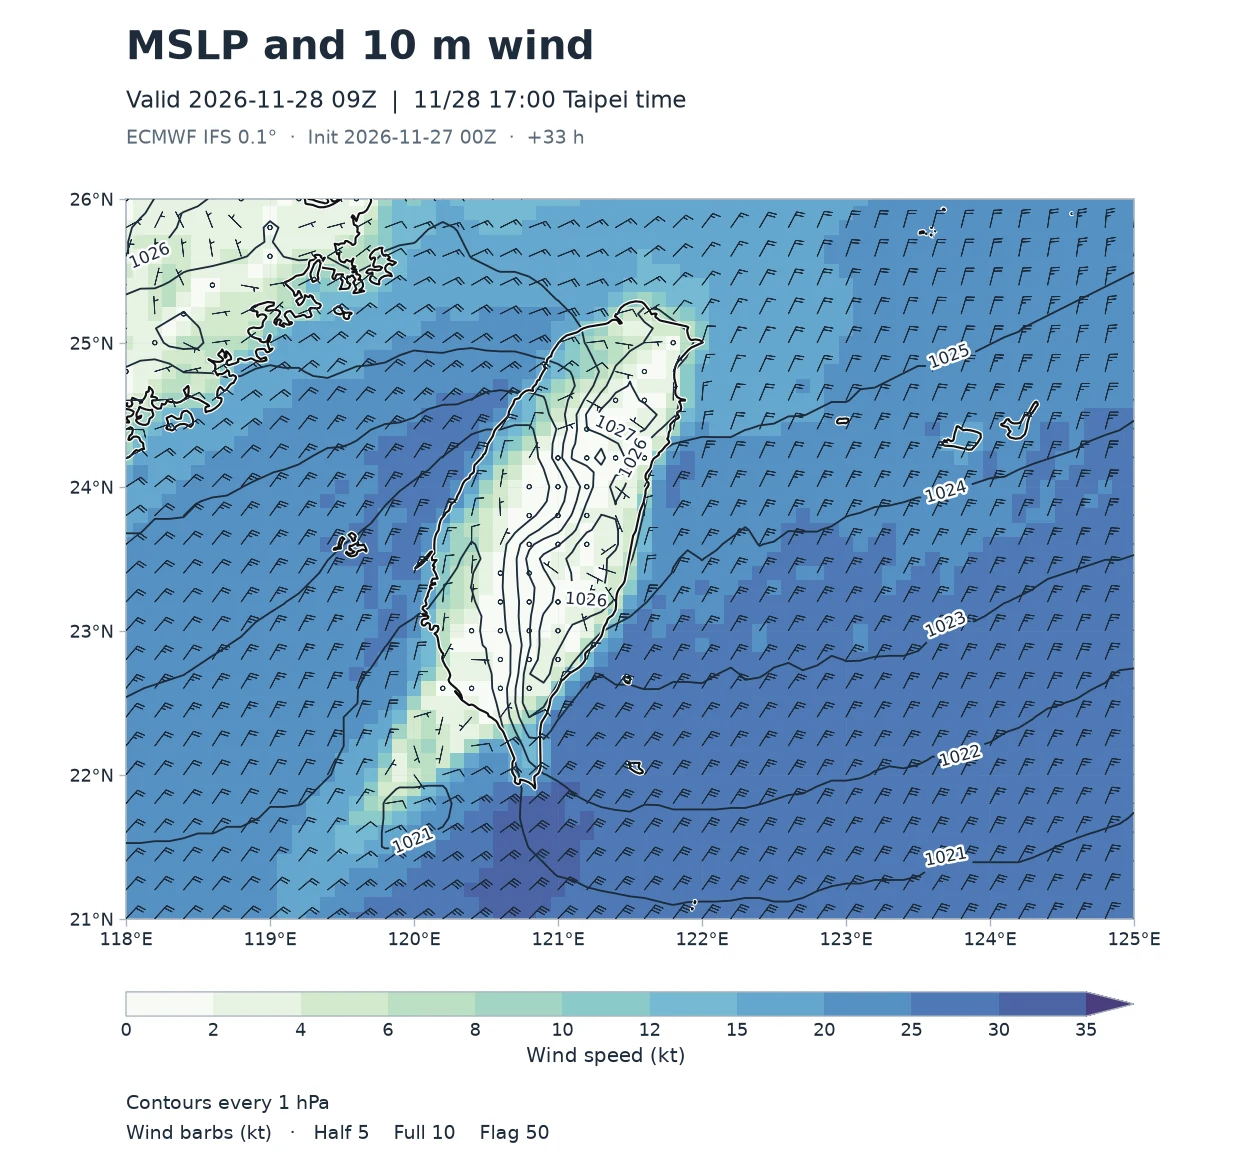 MSLP and 10 m wind
Valid 2026-11-28 09Z | 11/28 17:00 Taipei time
ECMWF IFS 0.1° · Init 2026-11-27 00Z · +33 h
26°N
25°N
24°N
23°N
22°N
21°N
1026
1025
1027
1026
1024
1026
1023
1022
1021
1021
118°E 119°E 120°E 121°E 122°E 123°E 124°E 125°E
0 2 4 6 8 10 12 15 20 25 30 35
Wind speed (kt)
Contours every 1 hPa
Wind barbs (kt) · Half 5 Full 10 Flag 50